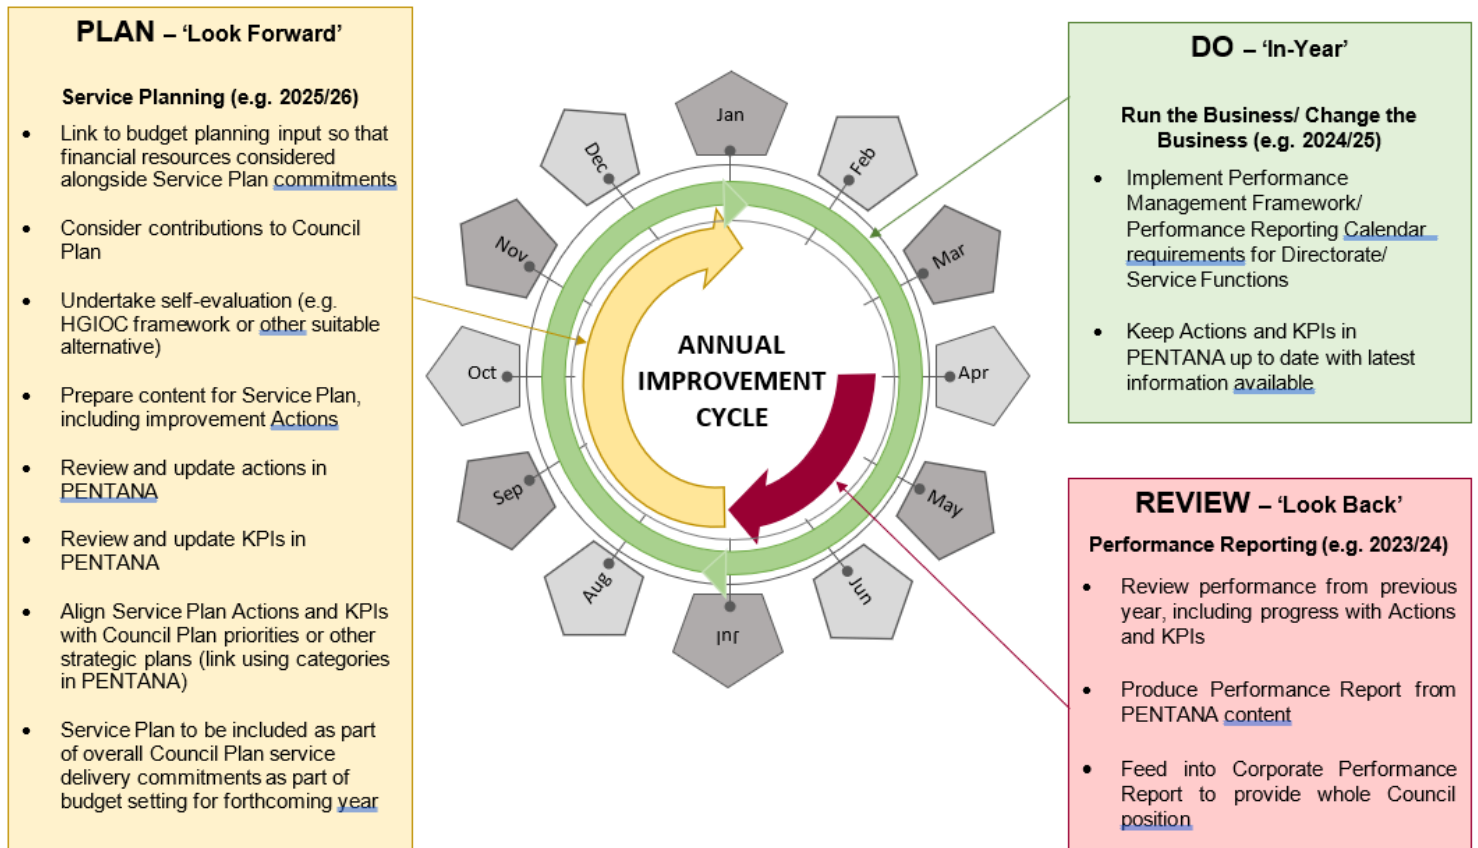 PLAN – ‘Look Forward’
Service Planning (e.g. 2025/26)
• Link to budget planning input so that
financial resources considered
alongside Service Plan commitments
• Consider contributions to Council
Plan
• Undertake self-evaluation (e.g.
HGIOC framework or other suitable
alternative)
• Prepare content for Service Plan,
including improvement Actions
• Review and update actions in
PENTANA
• Review and update KPIs in
PENTANA
• Align Service Plan Actions and KPIs
with Council Plan priorities or other
strategic plans (link using categories
in PENTANA)
• Service Plan to be included as part
of overall Council Plan service
delivery commitments as part of
budget setting for forthcoming year
Jan
Feb
Mar
Apr
May
Jun
Jul
Aug
Sep
Oct
Nov
Dec
ANNUAL
IMPROVEMENT
CYCLE
DO – ‘In-Year’
Run the Business/ Change the
Business (e.g. 2024/25)
• Implement Performance
Management Framework/
Performance Reporting Calendar
requirements for Directorate/
Service Functions
• Keep Actions and KPIs in
PENTANA up to date with latest
information available
REVIEW – ‘Look Back’
Performance Reporting (e.g. 2023/24)
• Review performance from previous
year, including progress with Actions
and KPIs
• Produce Performance Report from
PENTANA content
• Feed into Corporate Performance
Report to provide whole Council
position